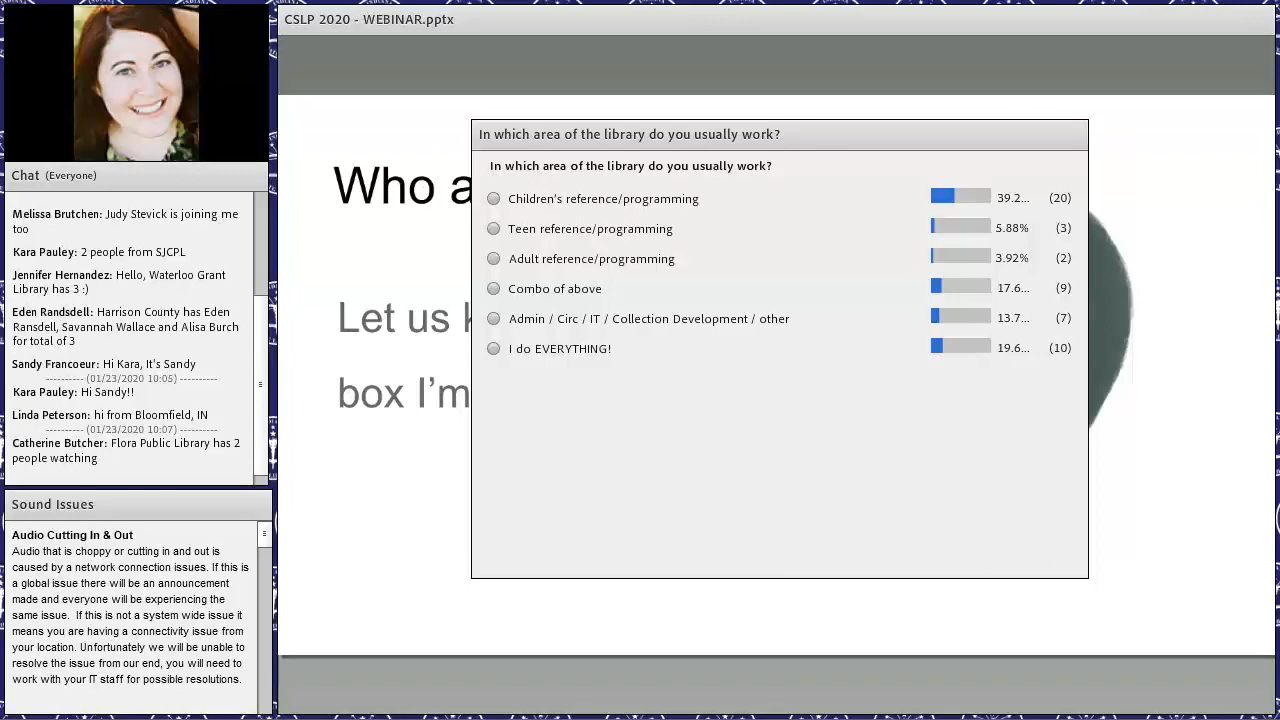 CSLP 2020 - WEBINAR.pptx
Chat (Everyone)
Melissa Brutchen: Judy Stevick is joining me
too
Kara Pauley: 2 people from SJCPL
Jennifer Hernandez: Hello, Waterloo Grant
Library has 3 :)
Eden Randsdell: Harrison County has Eden
Ransdell, Savannah Wallace and Alisa Burch
for total of 3
Sandy Francoeur: Hi Kara, It's Sandy
---------- (01/23/2020 10:05) ----------
Kara Pauley: Hi Sandy!!
Linda Peterson: hi from Bloomfield, IN
---------- (01/23/2020 10:07) ----------
Catherine Butcher: Flora Public Library has 2
people watching
Sound Issues
Audio Cutting In & Out
Audio that is choppy or cutting in and out is
caused by a network connection issues. If this
is a global issue there will be an announcement
made and everyone will be experiencing the
same issue. If this is not a system wide issue it
means you are having a connectivity issue from
your location. Unfortunately we will be unable to
resolve the issue from our end, you will need to
work with your IT staff for possible resolutions.
Who a
Let us k
box I’m
In which area of the library do you usually work?
In which area of the library do you usually work?
Children’s reference/programming 39.2... (20)
Teen reference/programming 5.88% (3)
Adult reference/programming 3.92% (2)
Combo of above 17.6... (9)
Admin / Circ / IT / Collection Development / other 13.7... (7)
I do EVERYTHING! 19.6... (10)